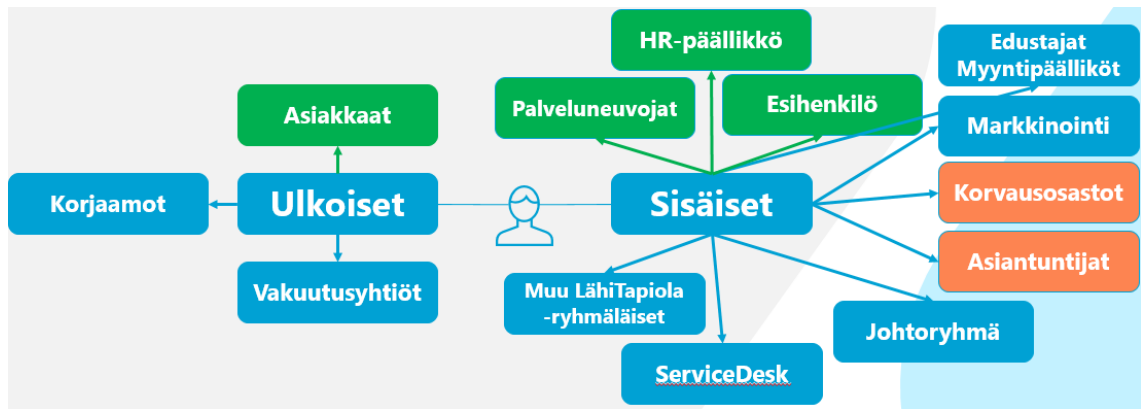 HR-päällikkö
Edustajat
Myyntipäälliköt
Palveluneuvojat
Esihenkilö
Asiakkaat
Markkinointi
Korjaamot
Ulkoiset
Sisäiset
Korvausosastot
Asiantuntijat
Vakuutusyhtiöt
Muu LähiTapiola
-ryhmäläiset
Johtoryhmä
ServiceDesk